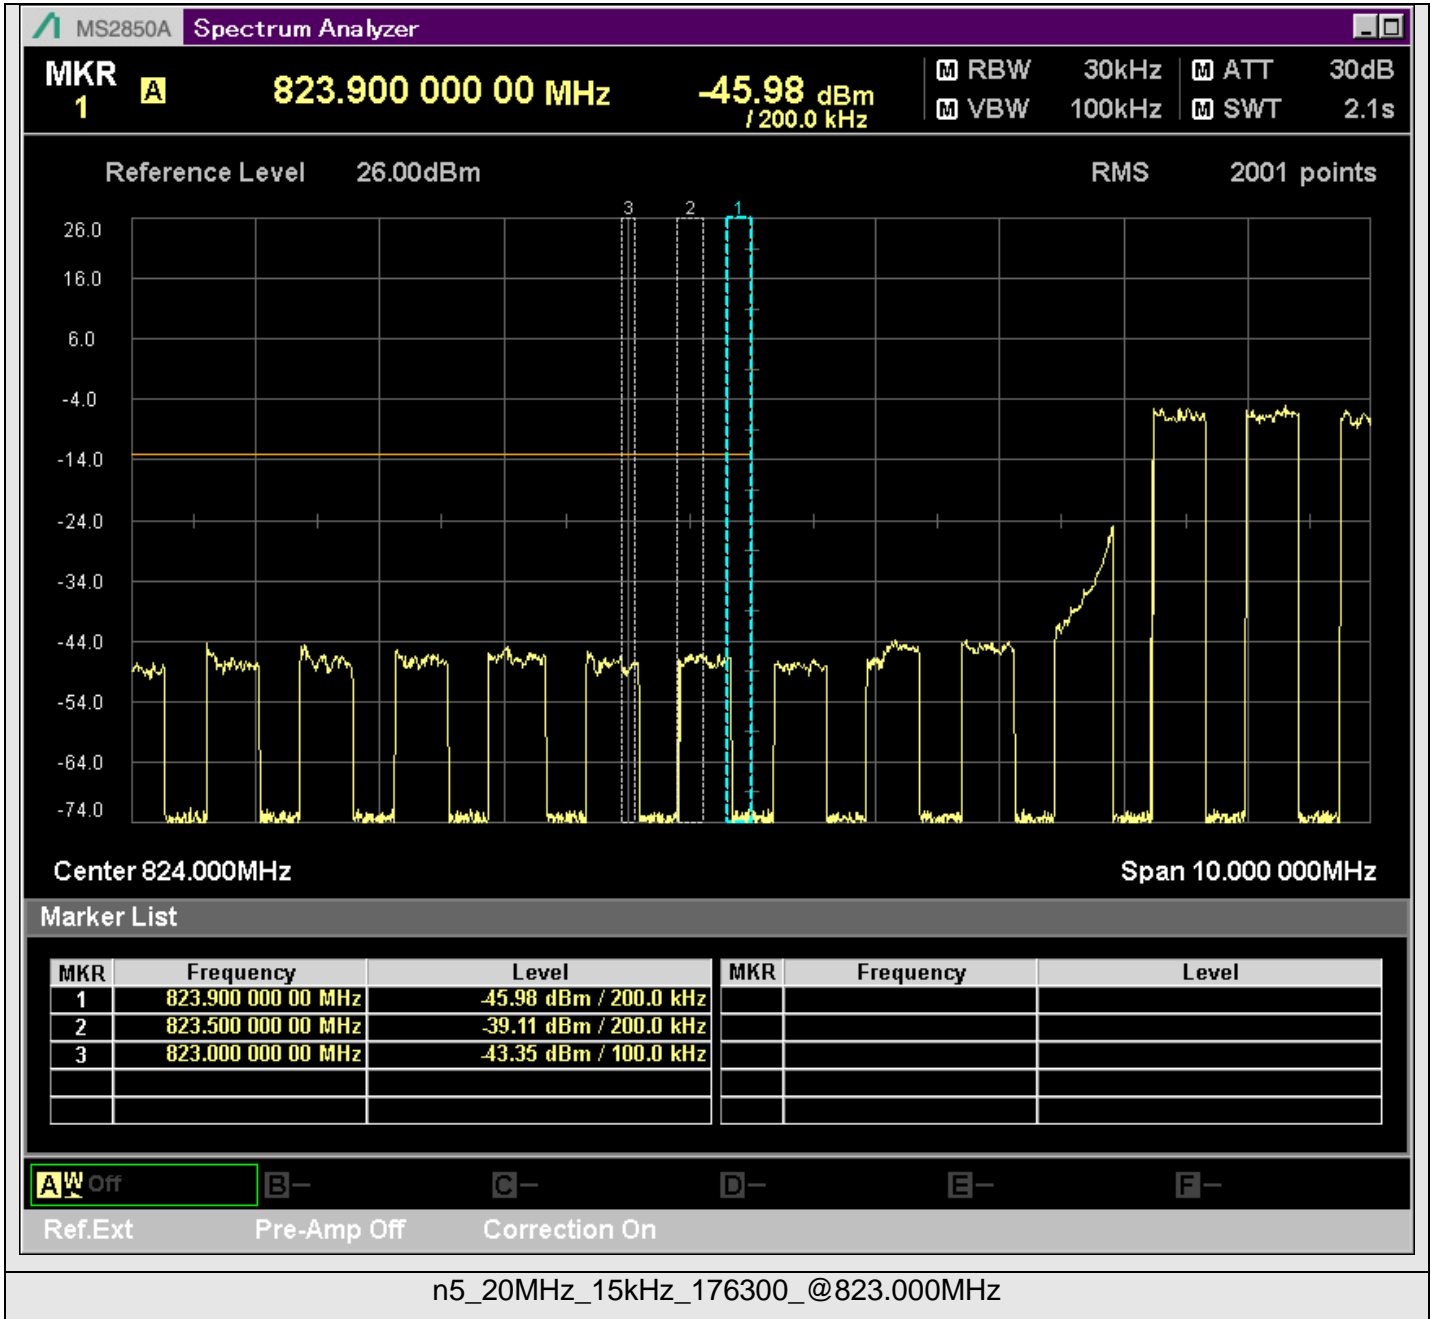 MS2850A Spectrum Analyzer
MKR 1 A 823.900 000 00 MHz -45.98 dBm / 200.0 kHz
M RBW 30kHz M ATT 30dB
M VBW 100kHz M SWT 2.1s
Reference Level 26.00dBm RMS 2001 points
3 2 1
26.0
16.0
6.0
-4.0
-14.0
-24.0
-34.0
-44.0
-54.0
-64.0
-74.0
Center 824.000MHz Span 10.000 000MHz
Marker List
MKR Frequency Level MKR Frequency Level
1 823.900 000 00 MHz -45.98 dBm / 200.0 kHz
2 823.500 000 00 MHz -39.11 dBm / 200.0 kHz
3 823.000 000 00 MHz -43.35 dBm / 100.0 kHz
A W Off B — C — D — E — F —
Ref.Ext Pre-Amp Off Correction On
n5_20MHz_15kHz_176300_@823.000MHz